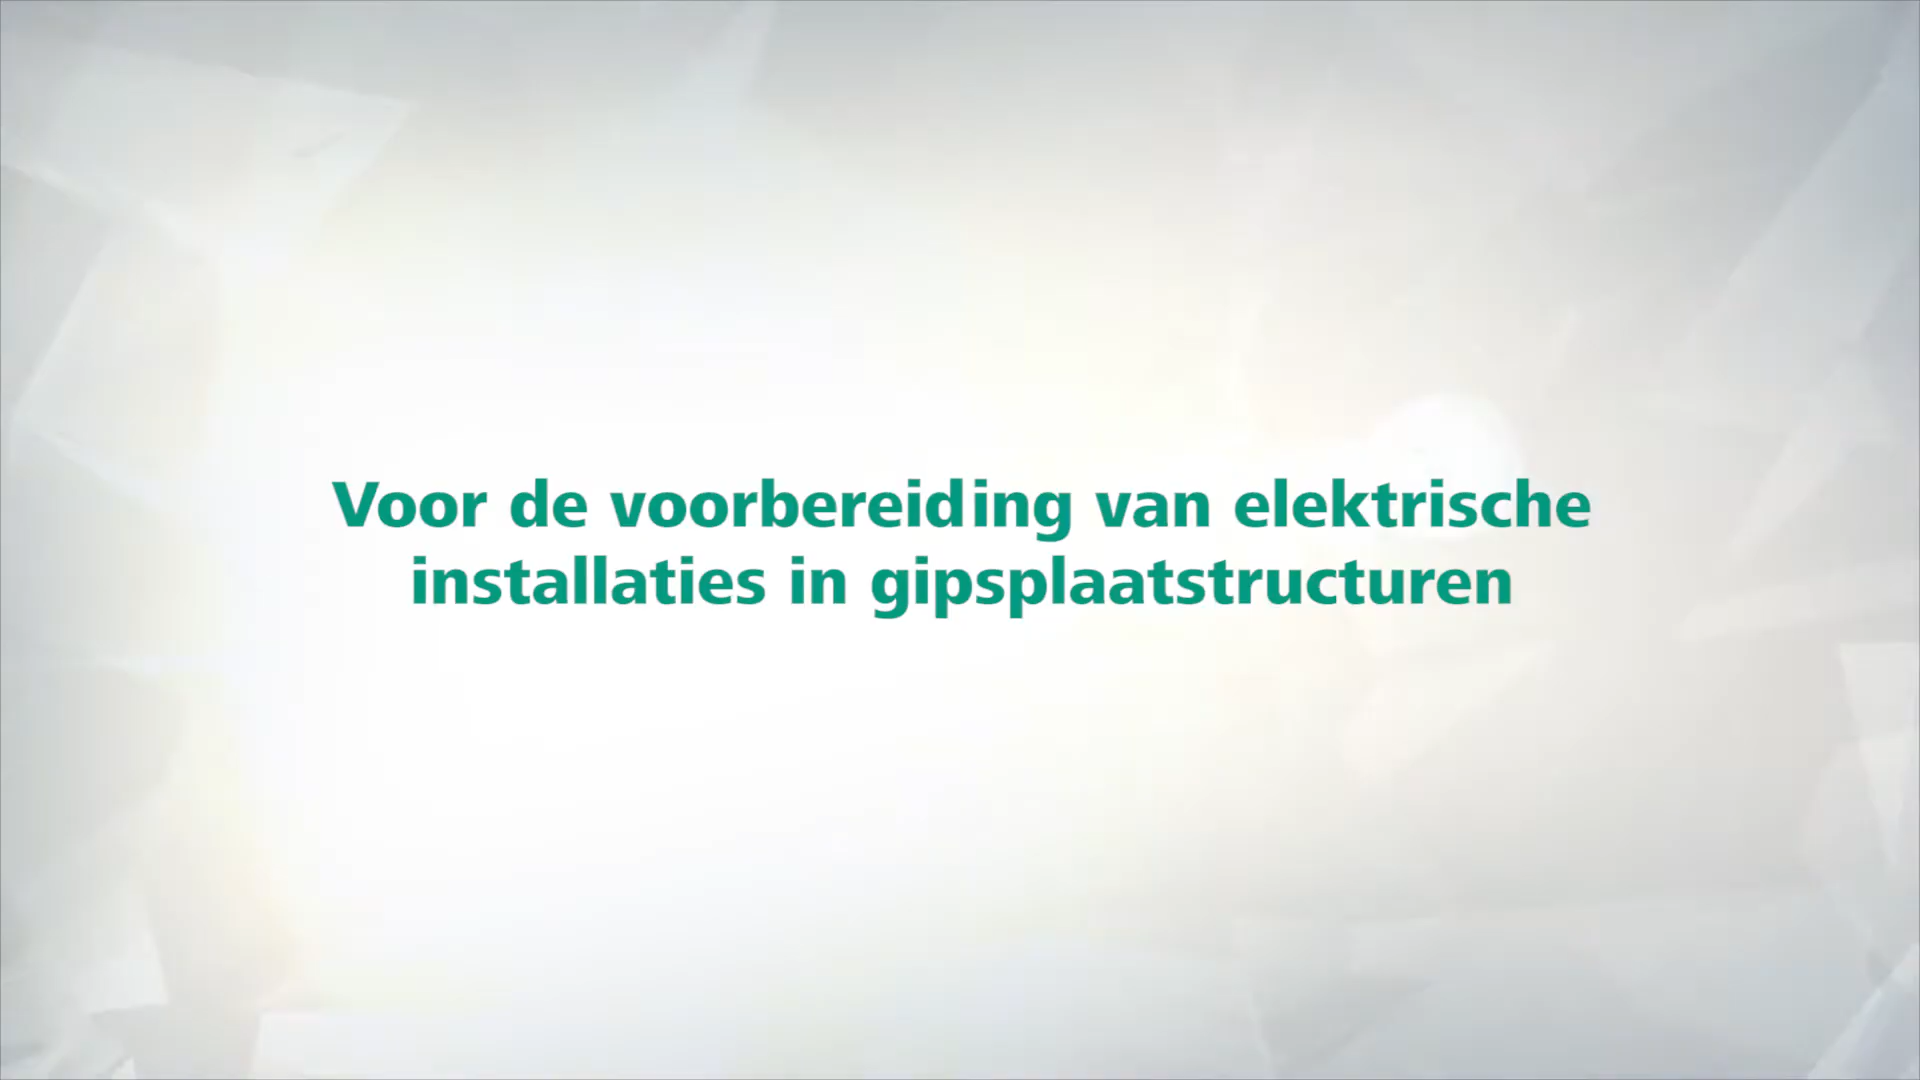 Voor de voorbereiding van elektrische
installaties in gipsplaatstructuren